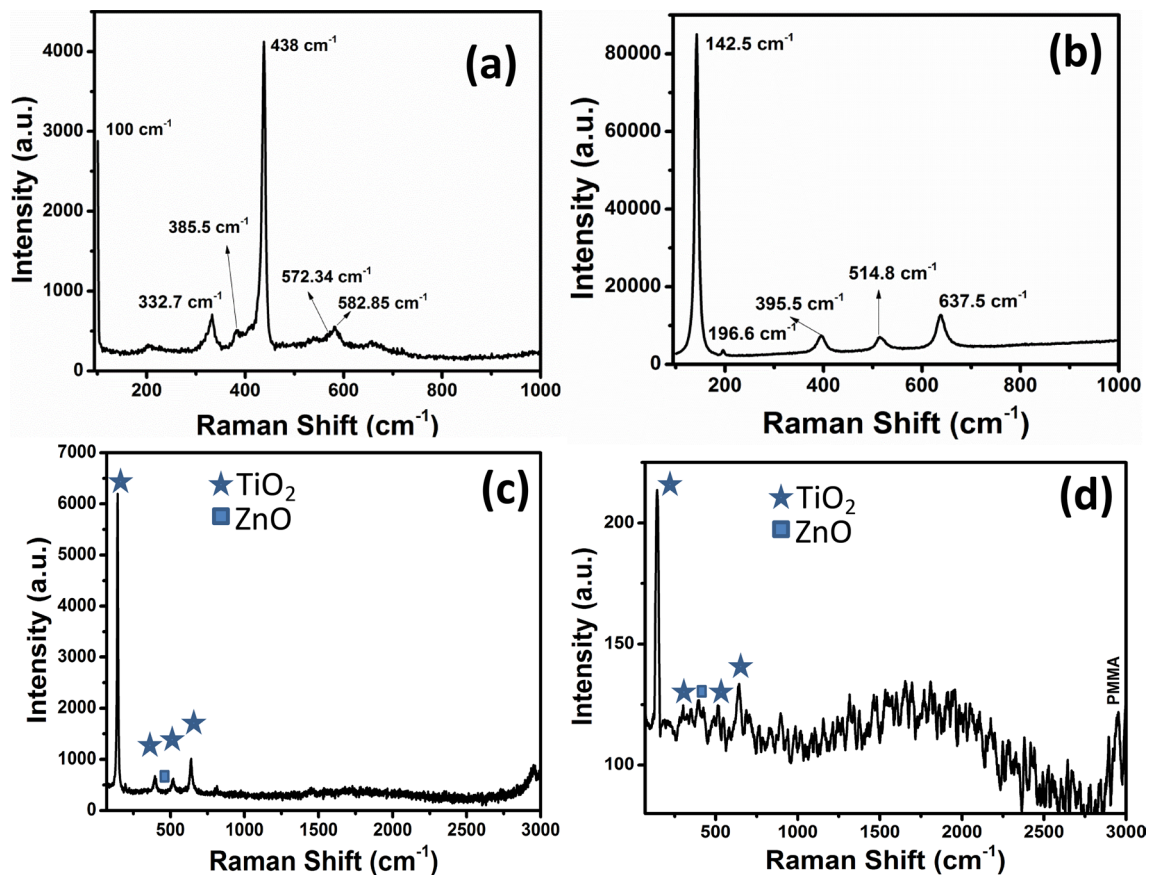 (a)
4000
3000
2000
1000
0
Intensity (a.u.)
100 cm⁻¹
438 cm⁻¹
385.5 cm⁻¹
332.7 cm⁻¹
572.34 cm⁻¹
582.85 cm⁻¹
200 400 600 800 1000
Raman Shift (cm⁻¹)
(b)
80000
60000
40000
20000
0
Intensity (a.u.)
142.5 cm⁻¹
196.6 cm⁻¹
395.5 cm⁻¹
514.8 cm⁻¹
637.5 cm⁻¹
200 400 600 800 1000
Raman Shift (cm⁻¹)
(c)
7000
6000
5000
4000
3000
2000
1000
0
Intensity (a.u.)
TiO₂
ZnO
500 1000 1500 2000 2500 3000
Raman Shift (cm⁻¹)
(d)
200
150
100
Intensity (a.u.)
TiO₂
ZnO
PMMA
500 1000 1500 2000 2500 3000
Raman Shift (cm⁻¹)